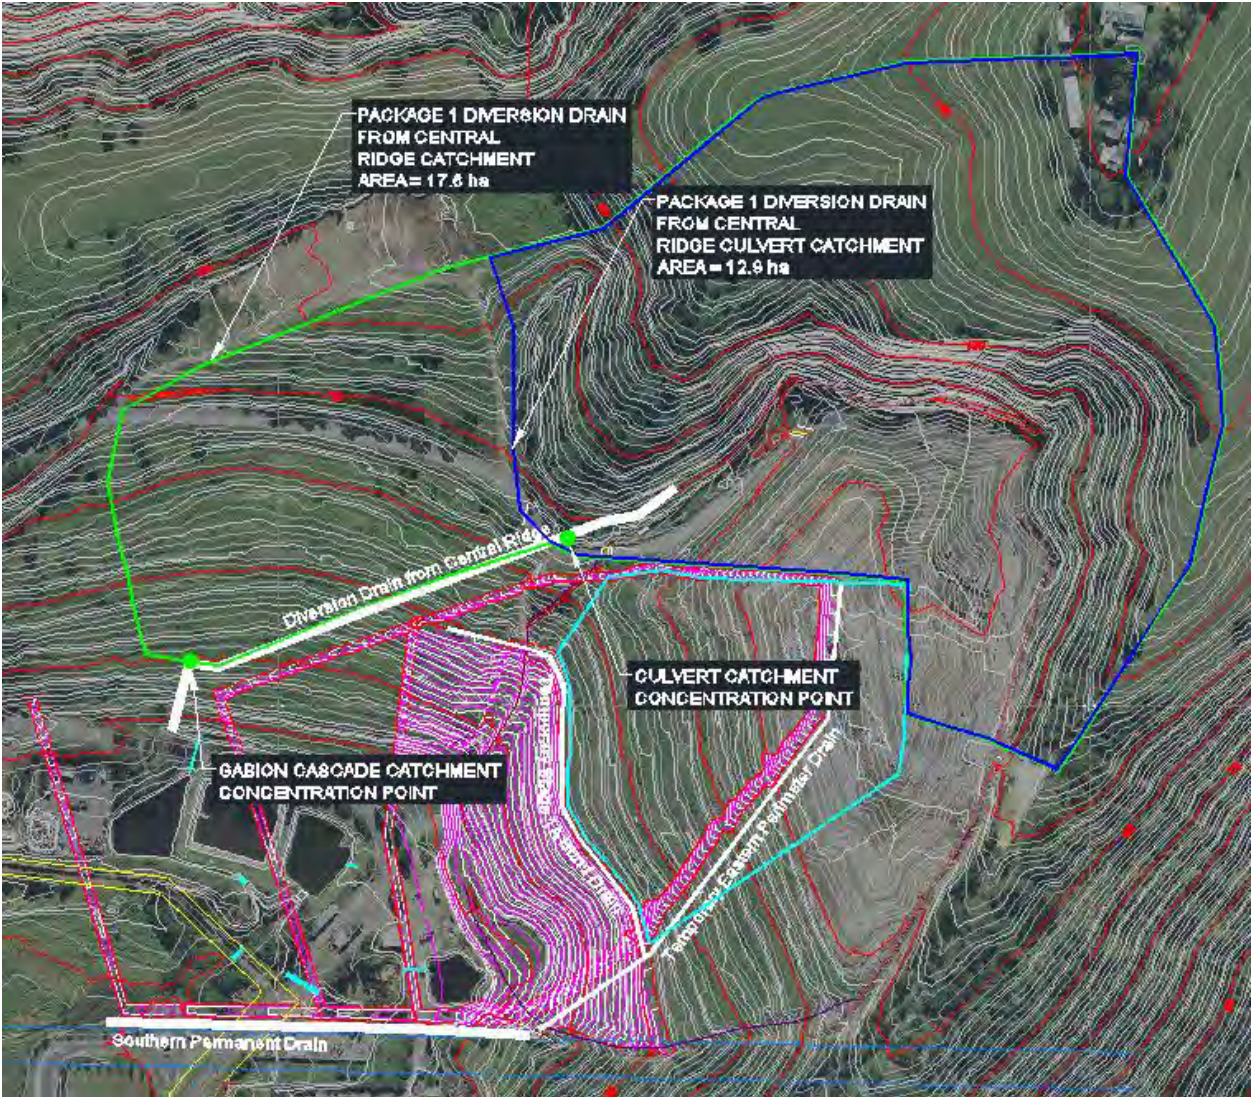 PACKAGE 1 DIVERSION DRAIN
FROM CENTRAL
RIDGE CATCHMENT
AREA = 17.6 ha
PACKAGE 1 DIVERSION DRAIN
FROM CENTRAL
RIDGE CULVERT CATCHMENT
AREA = 12.9 ha
Diversion Drain from Central Ridge
CULVERT CATCHMENT
CONCENTRATION POINT
GABION CASCADE CATCHMENT
CONCENTRATION POINT
Temporary Eastern Perimeter Drain
Southern Permanent Drain